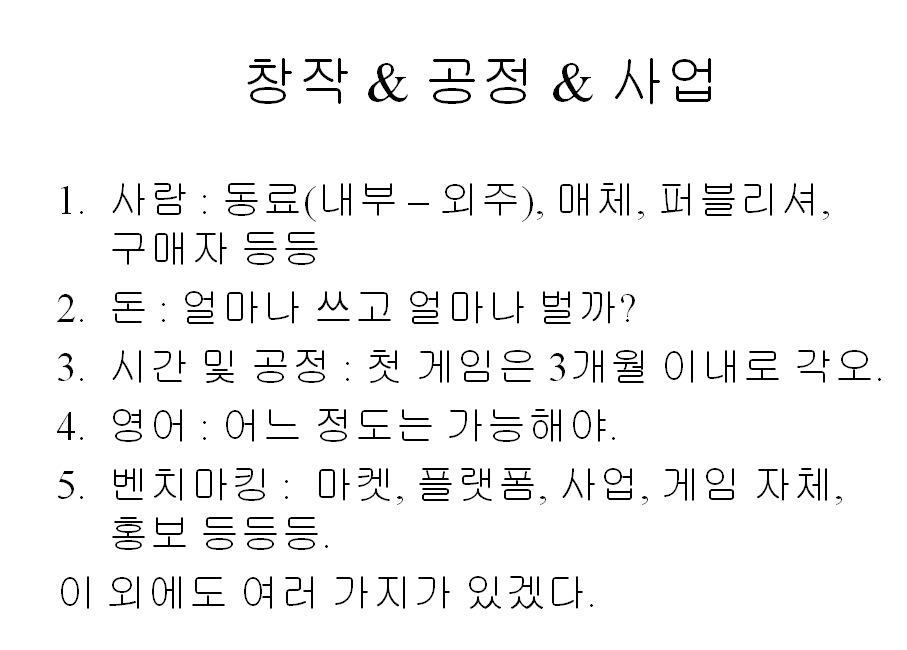 창작 & 공정 & 사업
1. 사람 : 동료(내부 – 외주), 매체, 퍼블리셔,
구매자 등등
2. 돈 : 얼마나 쓰고 얼마나 벌까?
3. 시간 및 공정 : 첫 게임은 3개월 이내로 각오.
4. 영어 : 어느 정도는 가능해야.
5. 벤치마킹 : 마켓, 플랫폼, 사업, 게임 자체,
홍보 등등등.
이 외에도 여러 가지가 있겠다.